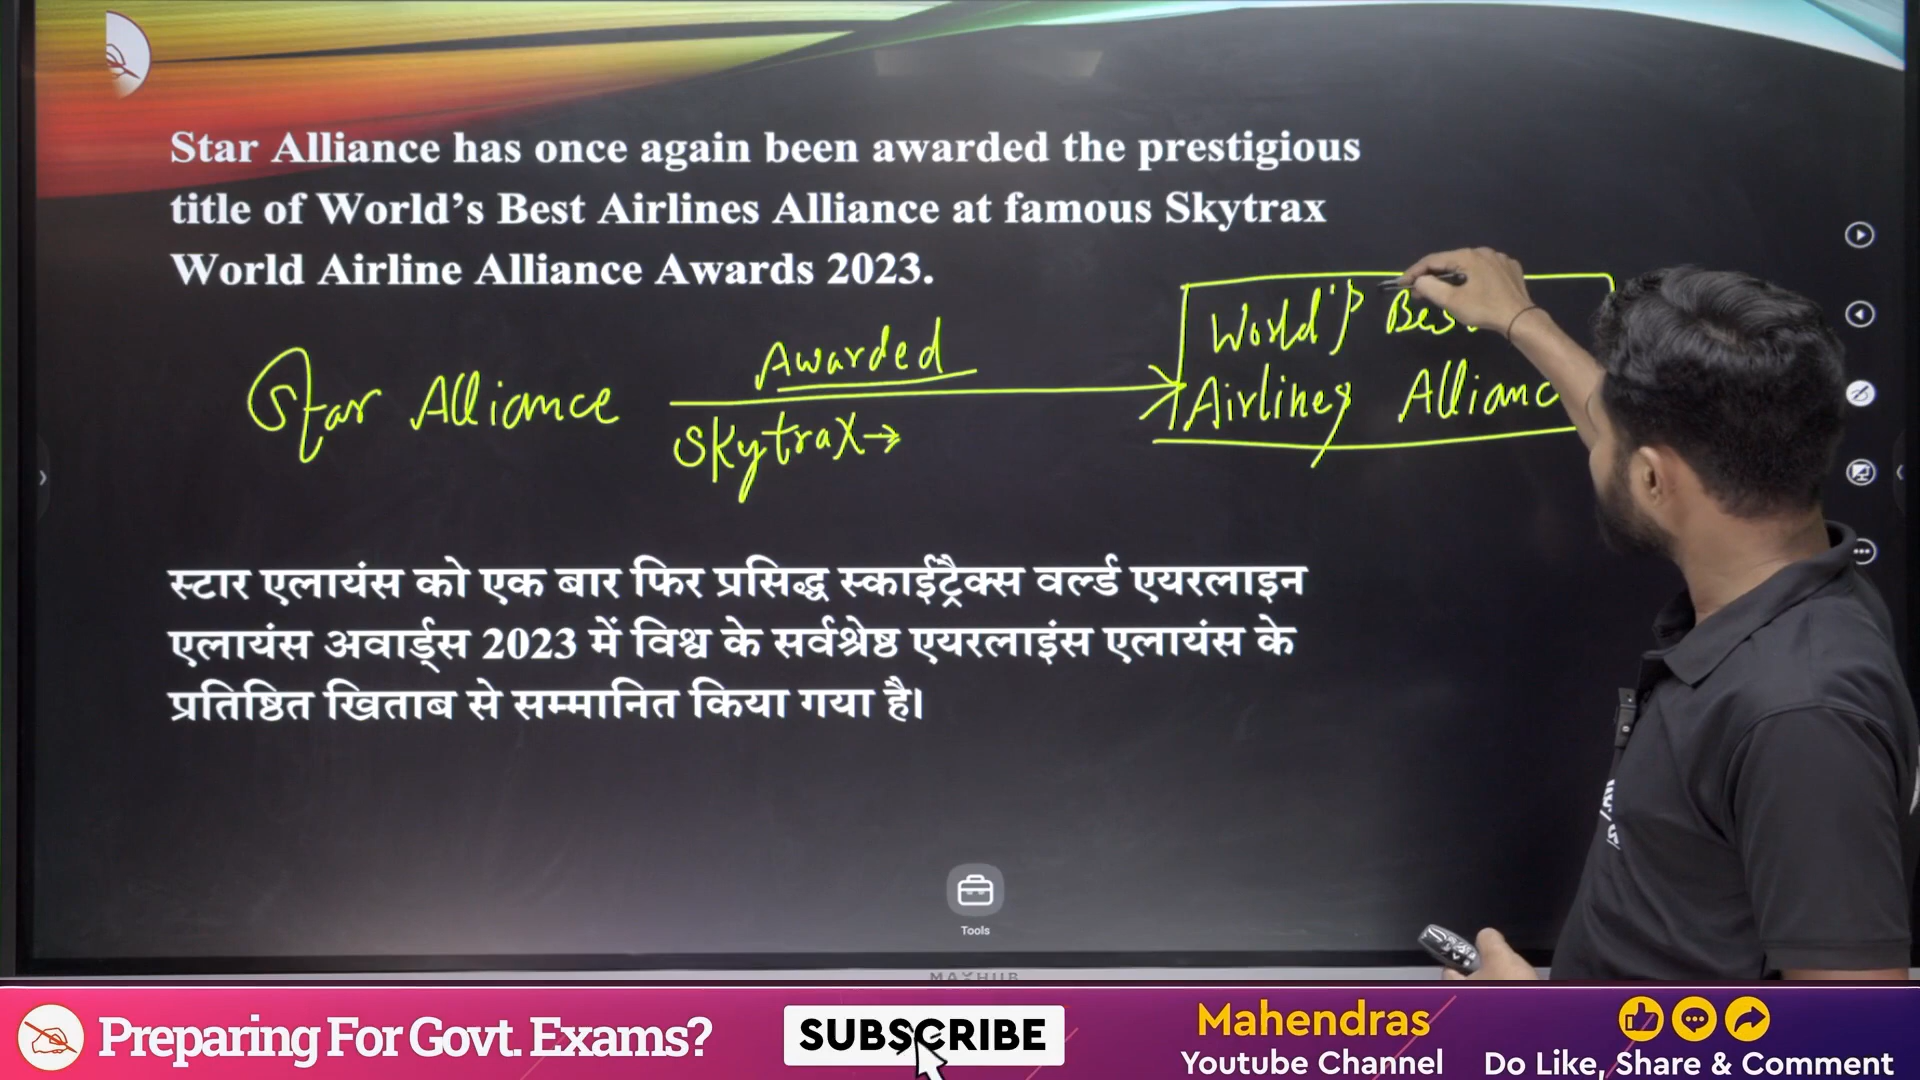 Star Alliance has once again been awarded the prestigious
title of World’s Best Airlines Alliance at famous Skytrax
World Airline Alliance Awards 2023.
Star Alliance
Awarded
Skytrax→
World's Bes
Airlines Allianc
स्टार एलायंस को एक बार फिर प्रसिद्ध स्काईट्रैक्स वर्ल्ड एयरलाइन
एलायंस अवार्ड्स 2023 में विश्व के सर्वश्रेष्ठ एयरलाइंस एलायंस के
प्रतिष्ठित खिताब से सम्मानित किया गया है।
Tools
MAXHUB
Preparing For Govt. Exams?
SUBSCRIBE
Mahendras
Youtube Channel
Do Like, Share & Comment